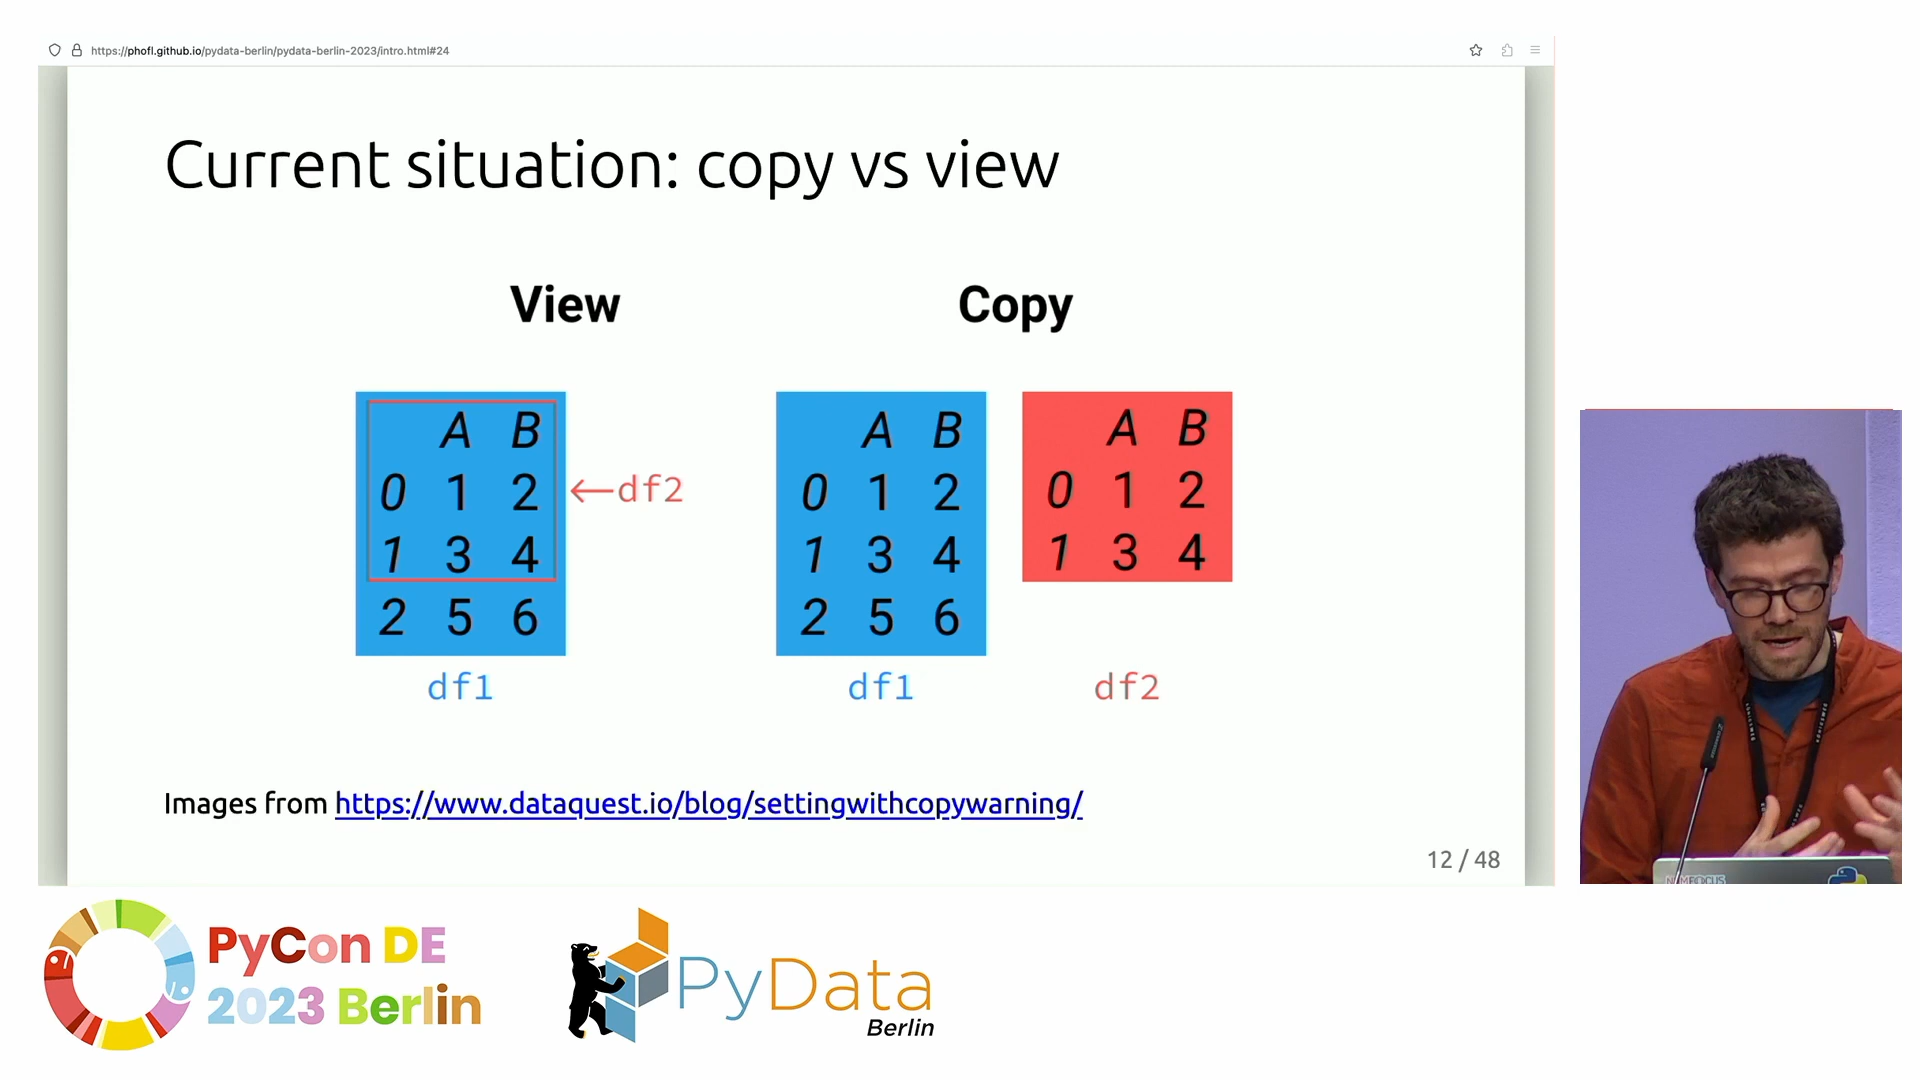 https://phofl.github.io/pydata-berlin/pydata-berlin-2023/intro.html#24
Current situation: copy vs view
View
Copy
A B
0 1 2
1 3 4
2 5 6
←df2
df1
A B
0 1 2
1 3 4
2 5 6
df1
A B
0 1 2
1 3 4
df2
Images from https://www.dataquest.io/blog/settingwithcopywarning/
12 / 48
NUMFOCUS
PyCon DE
2023 Berlin
PyData
Berlin